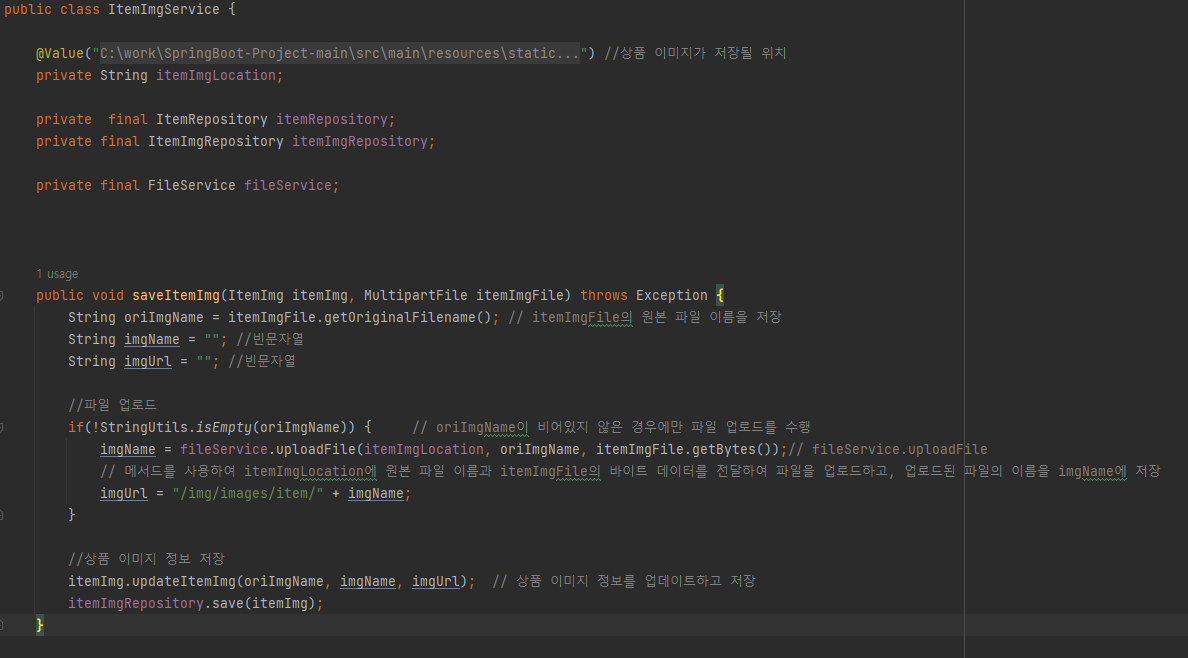 public class ItemImgService {
@Value("C:\work\SpringBoot-Project-main\src\main\resources\static...") //상품 이미지가 저장될 위치
private String itemImgLocation;
private  final ItemRepository itemRepository;
private final ItemImgRepository itemImgRepository;
private final FileService fileService;
1 usage
public void saveItemImg(ItemImg itemImg, MultipartFile itemImgFile) throws Exception {
String oriImgName = itemImgFile.getOriginalFilename(); // itemImgFile의 원본 파일 이름을 저장
String imgName = ""; //빈문자열
String imgUrl = ""; //빈문자열
//파일 업로드
if(!StringUtils.isEmpty(oriImgName)) {     // oriImgName이 비어있지 않은 경우에만 파일 업로드를 수행
imgName = fileService.uploadFile(itemImgLocation, oriImgName, itemImgFile.getBytes());// fileService.uploadFile
// 메서드를 사용하여 itemImgLocation에 원본 파일 이름과 itemImgFile의 바이트 데이터를 전달하여 파일을 업로드하고, 업로드된 파일의 이름을 imgName에 저장
imgUrl = "/img/images/item/" + imgName;
}
//상품 이미지 정보 저장
itemImg.updateItemImg(oriImgName, imgName, imgUrl);  // 상품 이미지 정보를 업데이트하고 저장
itemImgRepository.save(itemImg);
}